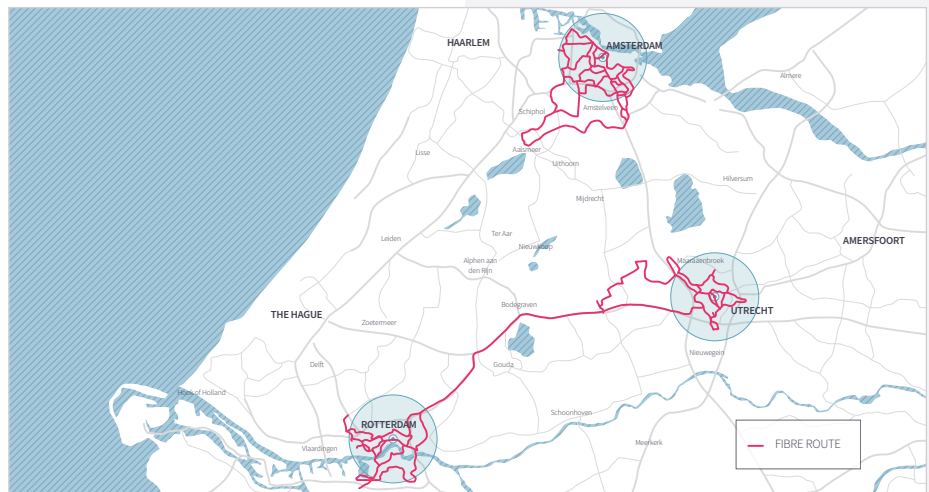 HAARLEM
AMSTERDAM
Almere
Schiphol
Amstelveen
Lisse
Aalsmeer
Uithoorn
Hilversum
Mijdrecht
Leiden
Ter Aar
Nieuwkoop
AMERSFOORT
Alphen aan
den Rijn
Maarssenbroek
Bodegraven
THE HAGUE
UTRECHT
Zoetermeer
Nieuwegein
Delft
Gouda
Hook of Holland
Schoonhoven
ROTTERDAM
Vlaardingen
Meerkerk
FIBRE ROUTE